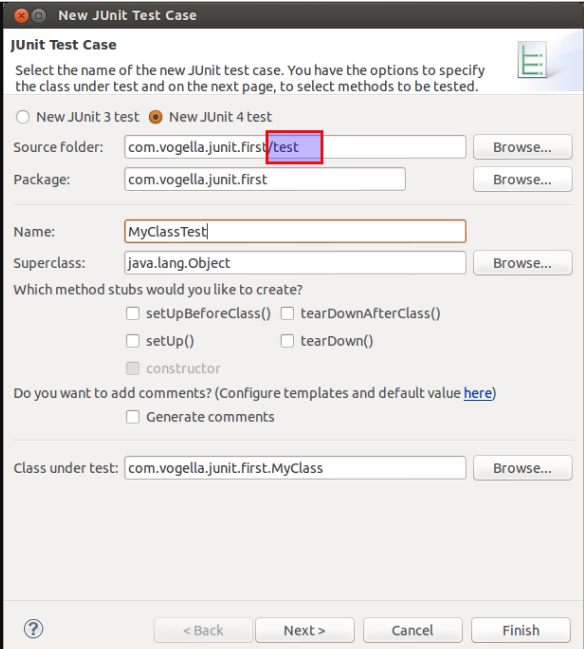 New JUnit Test Case
JUnit Test Case
Select the name of the new JUnit test case. You have the options to specify
the class under test and on the next page, to select methods to be tested.
New JUnit 3 test New JUnit 4 test
Source folder: com.vogella.junit.first/test Browse...
Package: com.vogella.junit.first Browse...
Name: MyClassTest
Superclass: java.lang.Object Browse...
Which method stubs would you like to create?
setUpBeforeClass() tearDownAfterClass()
setUp() tearDown()
constructor
Do you want to add comments? (Configure templates and default value here)
Generate comments
Class under test: com.vogella.junit.first.MyClass Browse...
? < Back Next > Cancel Finish